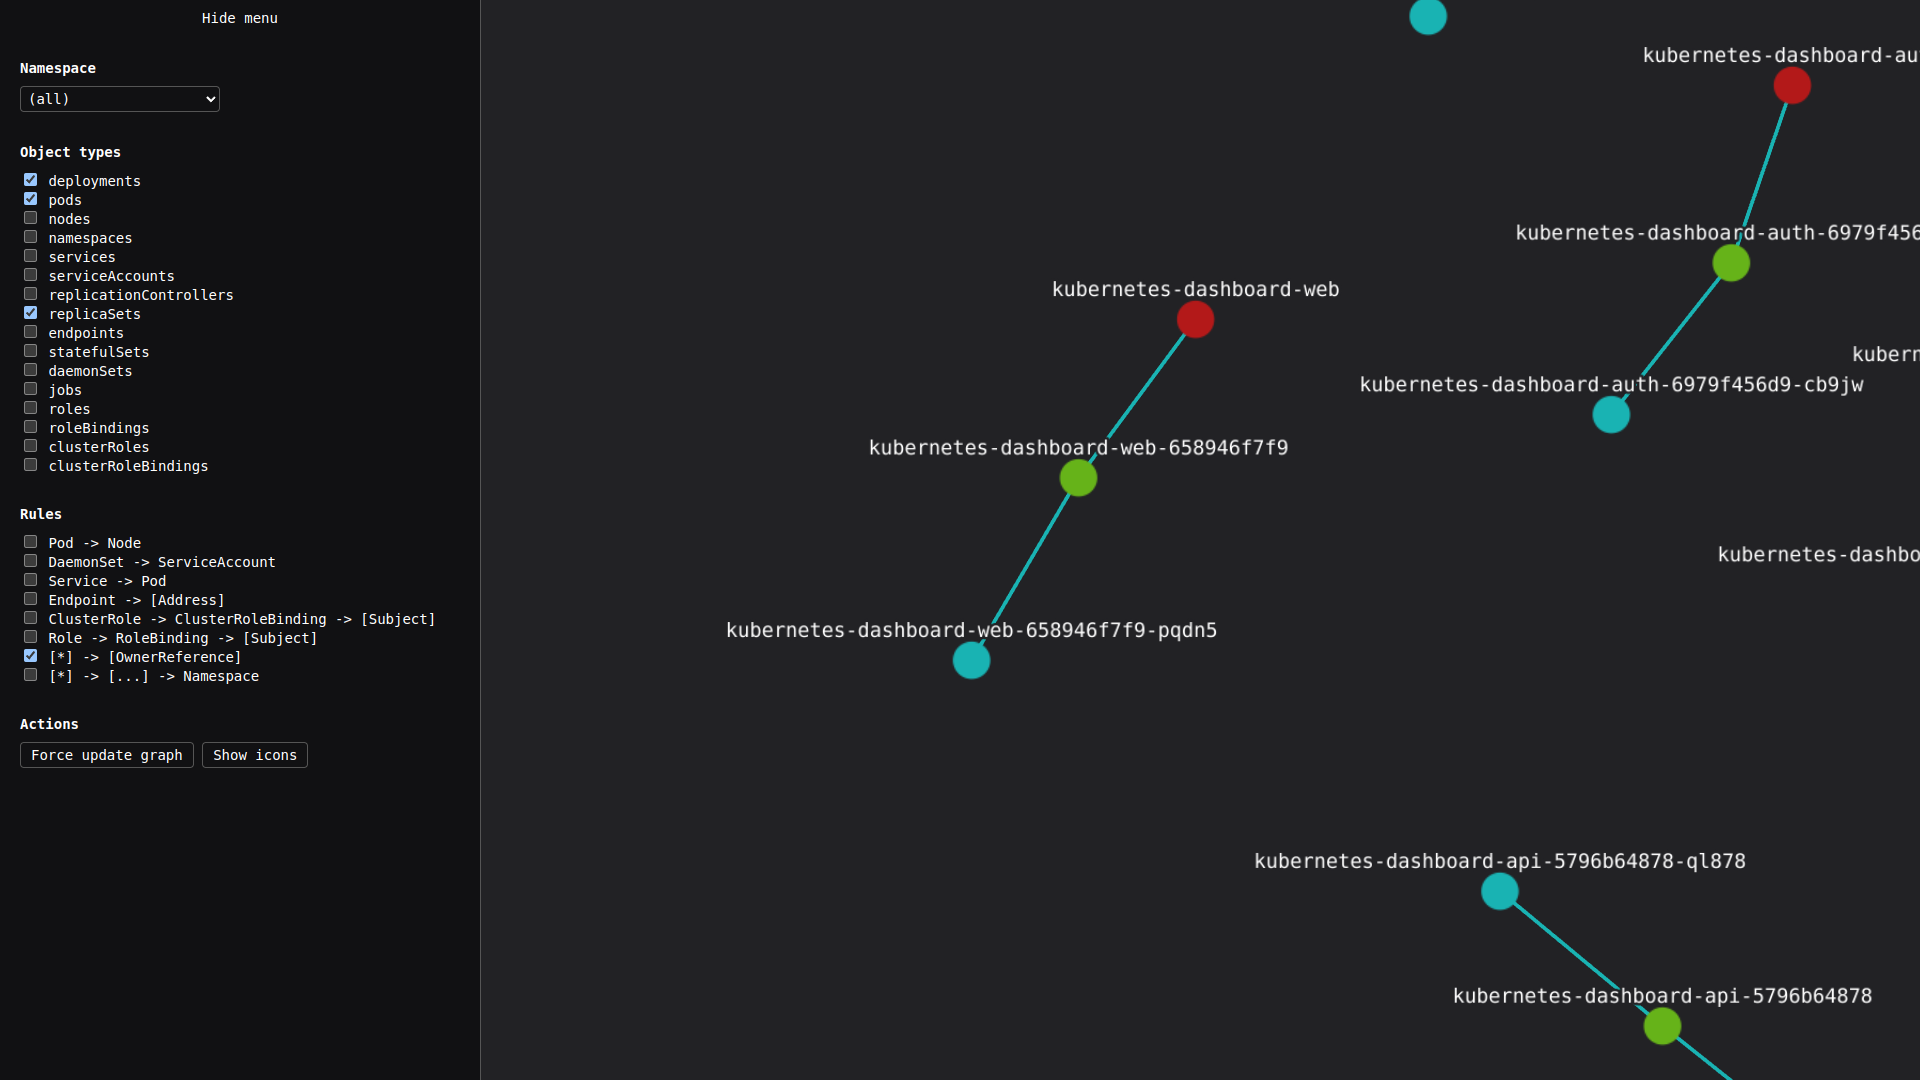 Hide menu
Namespace
(all)
Object types
deployments
pods
nodes
namespaces
services
serviceAccounts
replicationControllers
replicaSets
endpoints
statefulSets
daemonSets
jobs
roles
roleBindings
clusterRoles
clusterRoleBindings
Rules
Pod -> Node
DaemonSet -> ServiceAccount
Service -> Pod
Endpoint -> [Address]
ClusterRole -> ClusterRoleBinding -> [Subject]
Role -> RoleBinding -> [Subject]
[*] -> [OwnerReference]
[*] -> [...] -> Namespace
Actions
Force update graph
Show icons
kubernetes-dashboard-au
kubernetes-dashboard-auth-6979f456
kubernetes-dashboard-web
kubern
kubernetes-dashboard-auth-6979f456d9-cb9jw
kubernetes-dashboard-web-658946f7f9
kubernetes-dashbo
kubernetes-dashboard-web-658946f7f9-pqdn5
kubernetes-dashboard-api-5796b64878-ql878
kubernetes-dashboard-api-5796b64878